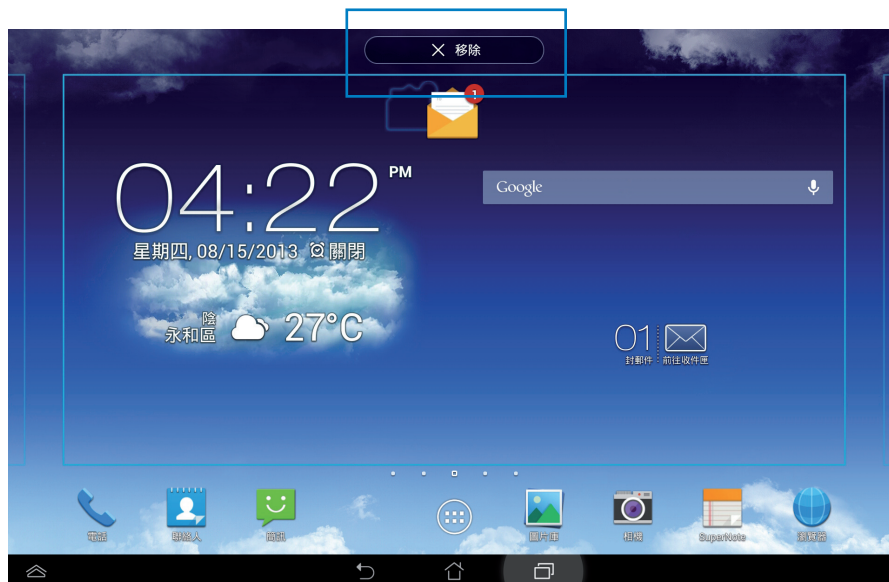 移除
1
04:22 PM
星期四, 08/15/2013 關閉
陰
永和區 27°C
Google
01
封郵件 前往收件匣
電話
聯絡人
簡訊
圖片庫
相機
SuperNote
瀏覽器